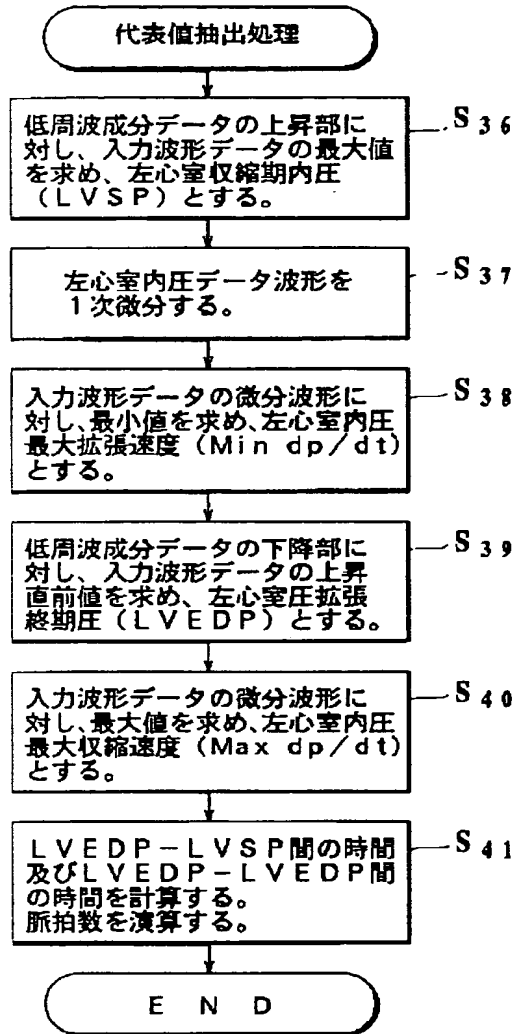 代表値抽出処理
低周波成分データの上昇部に
対し、入力波形データの最大値
を求め、左心室収縮期内圧
(LVSP)とする。
S36
左心室内圧データ波形を
1次微分する。
S37
入力波形データの微分波形に
対し、最小値を求め、左心室内圧
最大拡張速度(Min dp/dt)
とする。
S38
低周波成分データの下降部に
対し、入力波形データの上昇
直前値を求め、左心室圧拡張
終期圧(LVEDP)とする。
S39
入力波形データの微分波形に
対し、最大値を求め、左心室内圧
最大収縮速度(Max dp/dt)
とする。
S40
LVEDP-LVSP間の時間
及びLVEDP-LVEDP間
の時間を計算する。
脈拍数を演算する。
S41
END